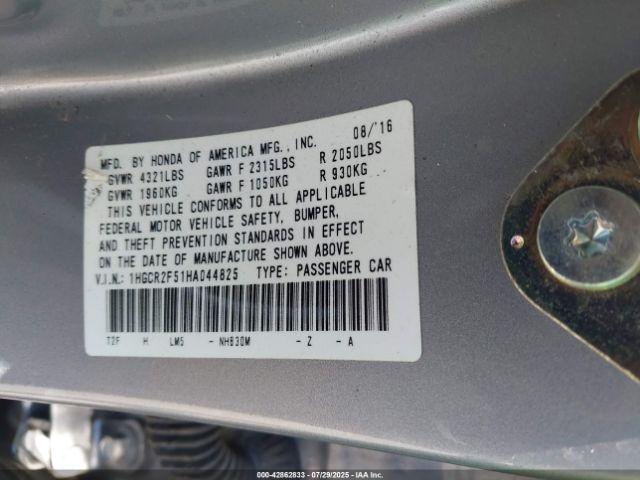 MFD. BY HONDA OF AMERICA MFG., INC. 08/'16
GVWR 4321LBS GAWR F 2315LBS R 2050LBS
GVWR 1960KG GAWR F 1050KG R 930KG
THIS VEHICLE CONFORMS TO ALL APPLICABLE
FEDERAL MOTOR VEHICLE SAFETY, BUMPER,
AND THEFT PREVENTION STANDARDS IN EFFECT
ON THE DATE OF MANUFACTURE SHOWN ABOVE.
V.I.N.: 1HGCR2F51HA044825 TYPE: PASSENGER CAR
T2F H LM5 - NH830M - Z - A
000-42862833 - 07/29/2025 - IAAI.com